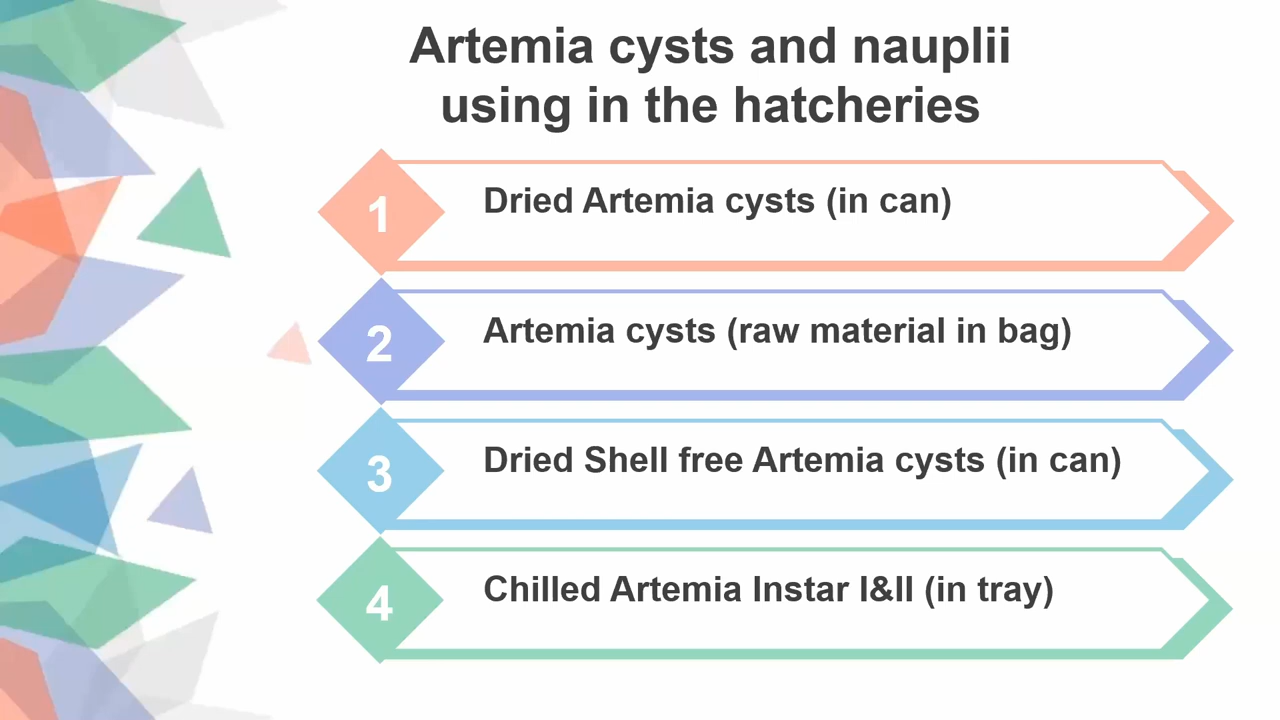 Artemia cysts and nauplii
using in the hatcheries
1
Dried Artemia cysts (in can)
2
Artemia cysts (raw material in bag)
3
Dried Shell free Artemia cysts (in can)
4
Chilled Artemia Instar I&II (in tray)